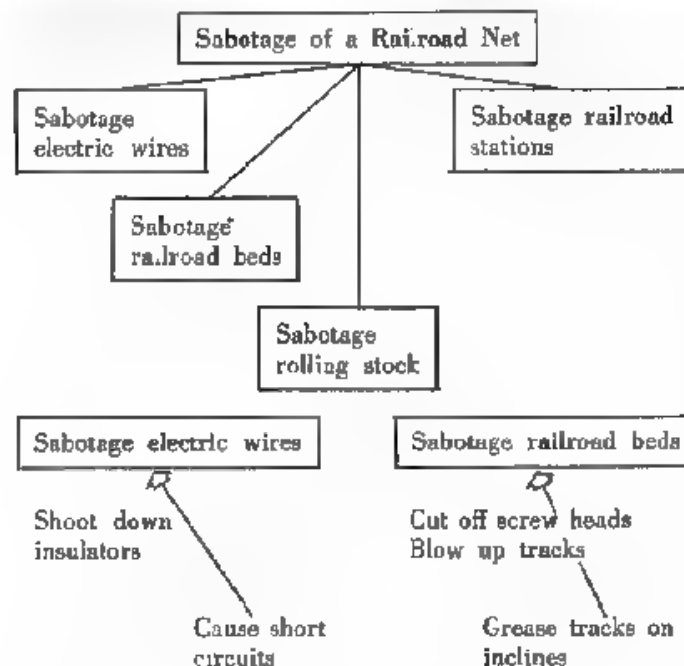 Sabotage of a Railroad Net
Sabotage
electric wires
Sabotage railroad
stations
Sabotage
railroad beds
Sabotage
rolling stock
Sabotage electric wires
Sabotage railroad beds
Shoot down
insulators
Cut off screw heads
Blow up tracks
Cause short
circuits
Grease tracks on
inclines